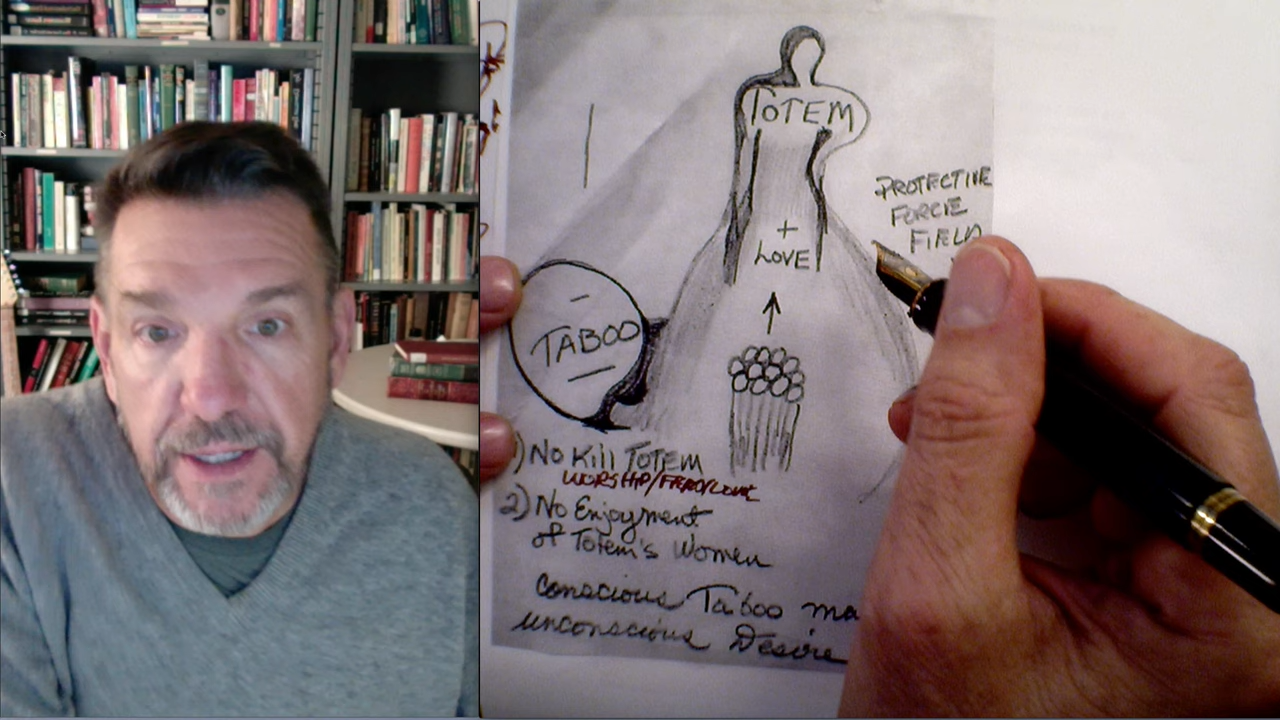 TOTEM
PROTECTIVE
FORCE
FIELD
+
LOVE
TABOO
1) No Kill TOTEM
WORSHIP/FEAR/LOVE
2) No Enjoyment
of Totem's Women
Conscious Taboo ma
unconscious Desire